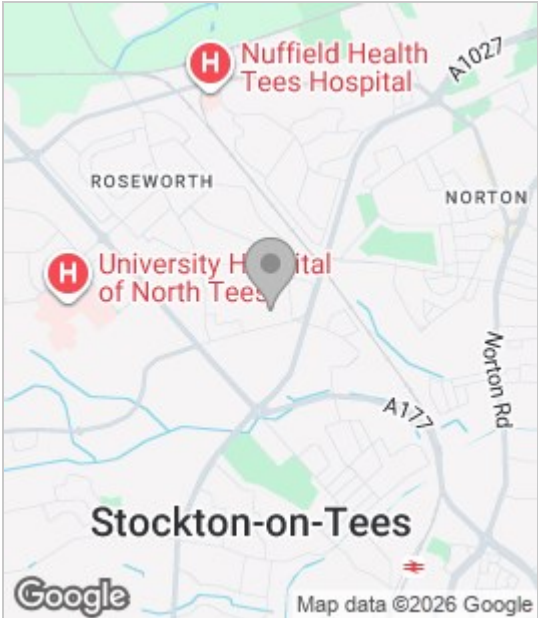 Nuffield Health
Tees Hospital
A1027
ROSEWORTH
NORTON
H
H
University Hospital
of North Tees
Norton Rd
A177
Stockton-on-Tees
Google
Map data ©2026 Google